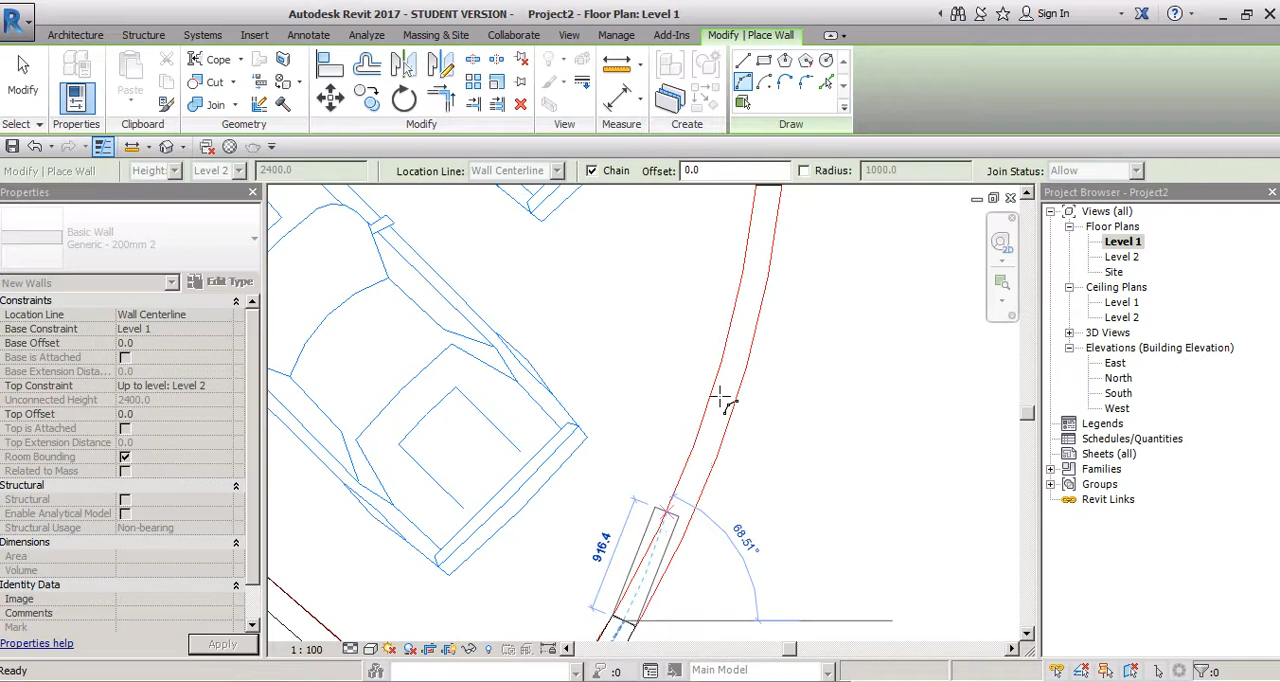 Autodesk Revit 2017 - STUDENT VERSION - Project2 - Floor Plan: Level 1
Sign In
Architecture Structure Systems Insert Annotate Analyze Massing & Site Collaborate View Manage Add-Ins Modify | Place Wall
Modify Paste Cope Cut Join
Select Properties Clipboard Geometry Modify View Measure Create Draw
Modify | Place Wall Height: Level 2 2400.0 Location Line: Wall Centerline Chain Offset: 0.0 Radius: 1000.0 Join Status: Allow
Properties
Basic Wall
Generic - 200mm 2
New Walls Edit Type
Constraints
Location Line Wall Centerline
Base Constraint Level 1
Base Offset 0.0
Base is Attached
Base Extension Dista... 0.0
Top Constraint Up to level: Level 2
Unconnected Height 2400.0
Top Offset 0.0
Top is Attached
Top Extension Distance 0.0
Room Bounding
Related to Mass
Structural
Structural
Enable Analytical Model
Structural Usage Non-bearing
Dimensions
Area
Volume
Identity Data
Image
Comments
Mark
Properties help Apply
2D
916.4
68.51°
Project Browser - Project2
Views (all)
Floor Plans
Level 1
Level 2
Site
Ceiling Plans
Level 1
Level 2
3D Views
Elevations (Building Elevation)
East
North
South
West
Legends
Schedules/Quantities
Sheets (all)
Families
Groups
Revit Links
1 : 100
Ready :0 Main Model :0